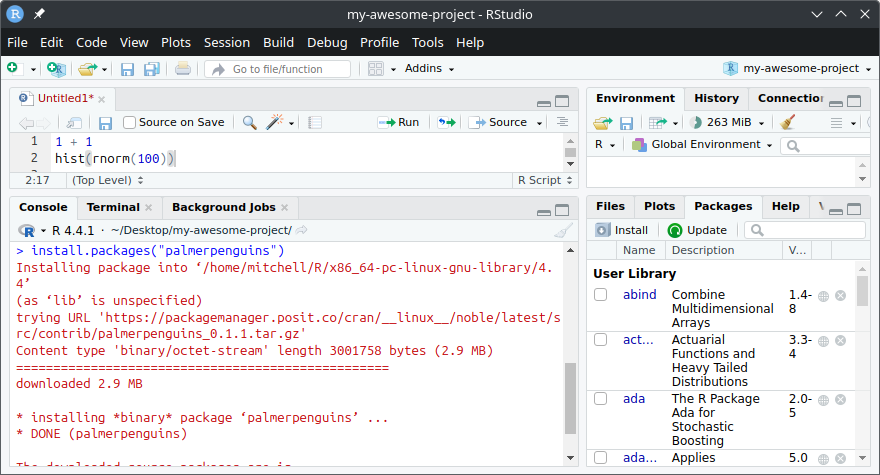 my-awesome-project - RStudio
File Edit Code View Plots Session Build Debug Profile Tools Help
Go to file/function Addins my-awesome-project
Untitled1*
Source on Save Run Source
1 1 + 1
2 hist(rnorm(100))
2:17 (Top Level) R Script
Console Terminal Background Jobs
R 4.4.1 · ~/Desktop/my-awesome-project/
> install.packages("palmerpenguins")
Installing package into ‘/home/mitchell/R/x86_64-pc-linux-gnu-library/4.
4’
(as ‘lib’ is unspecified)
trying URL 'https://packagemanager.posit.co/cran/__linux__/noble/latest/s
rc/contrib/palmerpenguins_0.1.1.tar.gz'
Content type 'binary/octet-stream' length 3001758 bytes (2.9 MB)
==================================================
downloaded 2.9 MB
* installing *binary* package ‘palmerpenguins’ ...
* DONE (palmerpenguins)
Environment History Connection
263 MiB
R Global Environment
Files Plots Packages Help
Install Update
Name Description V...
User Library
abind Combine 1.4-
Multidimensional 8
Arrays
act... Actuarial 3.3-
Functions and 4
Heavy Tailed
Distributions
ada The R Package 2.0-
Ada for 5
Stochastic
Boosting
ada... Applies 5.0